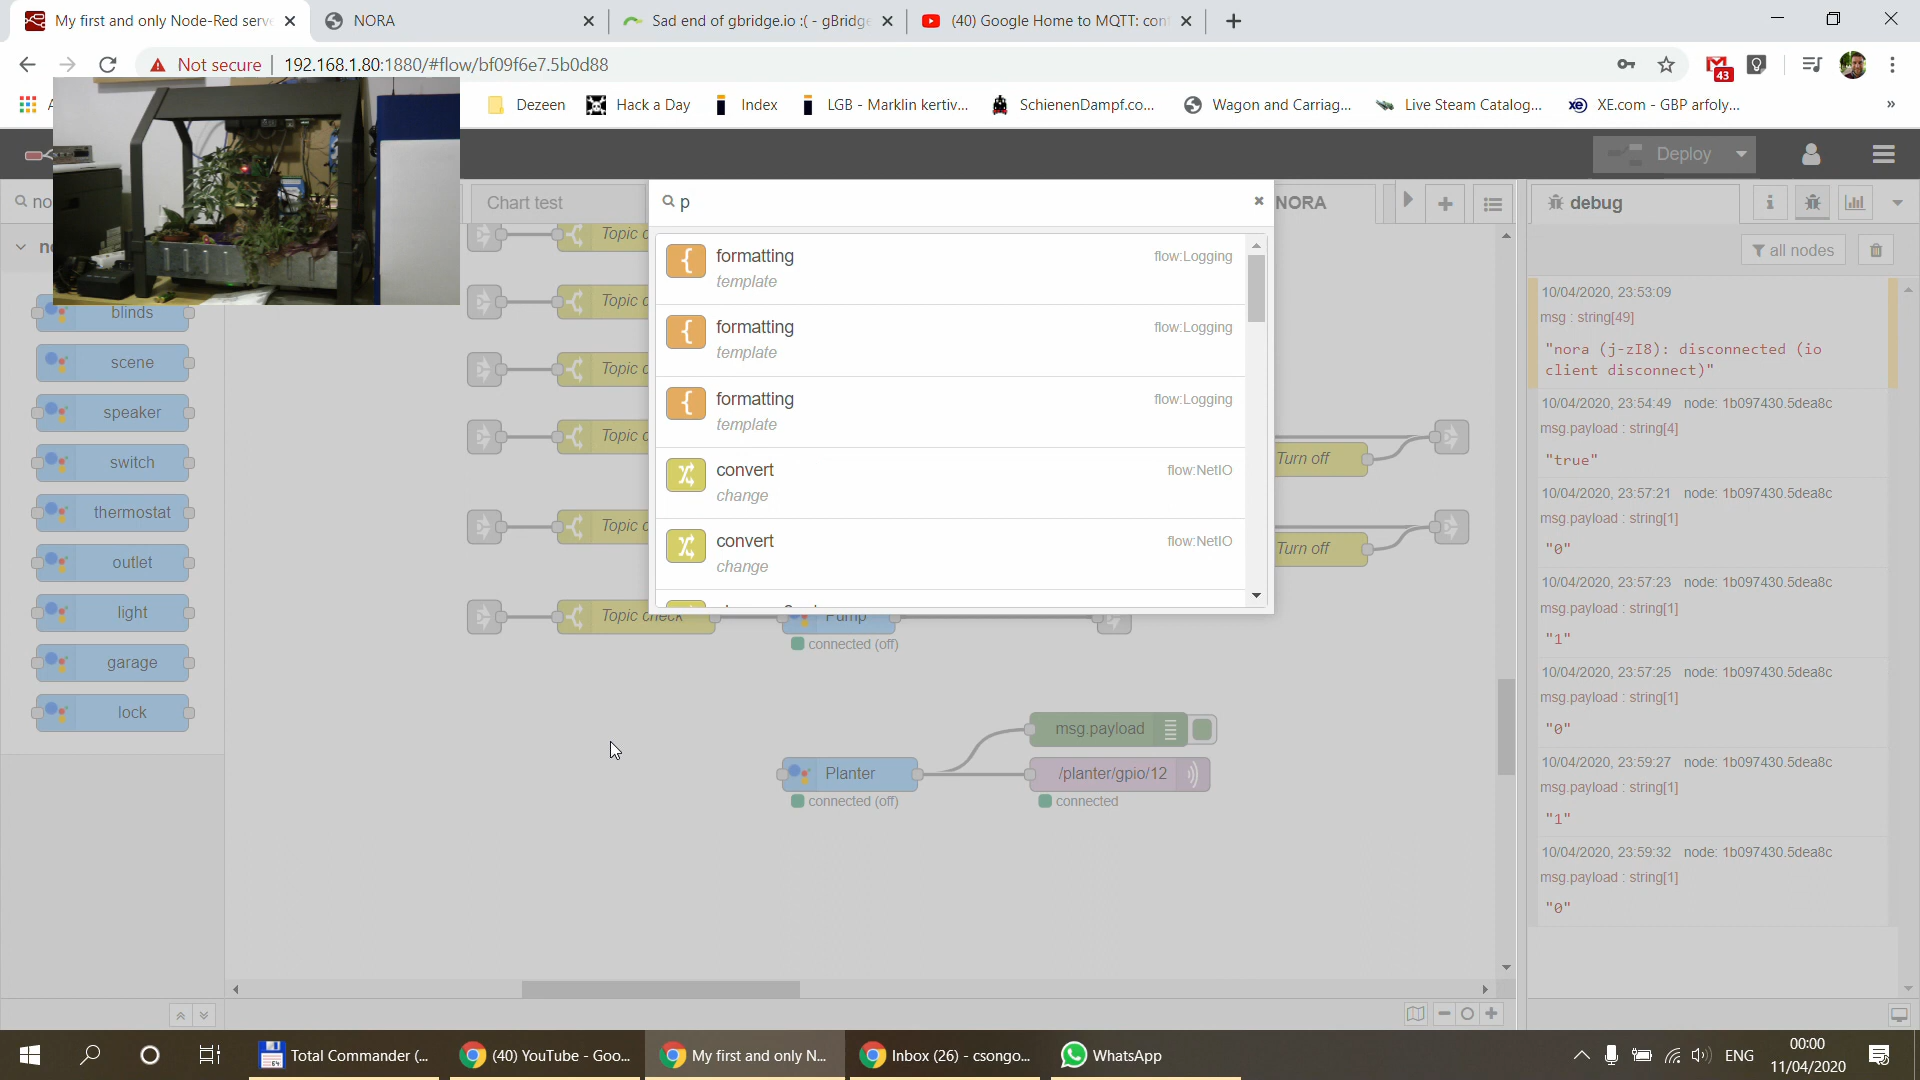 My first and only Node-Red serve
NORA
Sad end of gbridge.io :( - gBridge
(40) Google Home to MQTT: con
Not secure
192.168.1.80:1880/#flow/bf09f6e7.5b0d88
43
Dezeen
Hack a Day
Index
LGB - Marklin kertiv...
SchienenDampf.co...
Wagon and Carriag...
Live Steam Catalog...
XE.com - GBP arfoly...
»
Deploy
no
Chart test
p
NORA
debug
all nodes
blinds
scene
speaker
switch
thermostat
outlet
light
garage
lock
Topic c
Topic c
Topic c
Topic c
Topic c
Topic check
formatting
flow:Logging
template
formatting
flow:Logging
template
formatting
flow:Logging
template
convert
flow:NetIO
change
convert
flow:NetIO
change
Turn off
Turn off
Pump
connected (off)
msg.payload
Planter
/planter/gpio/12
connected (off)
connected
10/04/2020, 23:53:09
msg : string[49]
"nora (j-zI8): disconnected (io
client disconnect)"
10/04/2020, 23:54:49 node: 1b097430.5dea8c
msg.payload : string[4]
"true"
10/04/2020, 23:57:21 node: 1b097430.5dea8c
msg.payload : string[1]
"0"
10/04/2020, 23:57:23 node: 1b097430.5dea8c
msg.payload : string[1]
"1"
10/04/2020, 23:57:25 node: 1b097430.5dea8c
msg.payload : string[1]
"0"
10/04/2020, 23:59:27 node: 1b097430.5dea8c
msg.payload : string[1]
"1"
10/04/2020, 23:59:32 node: 1b097430.5dea8c
msg.payload : string[1]
"0"
Total Commander (...
(40) YouTube - Goo...
My first and only N...
Inbox (26) - csongo...
WhatsApp
ENG
00:00
11/04/2020